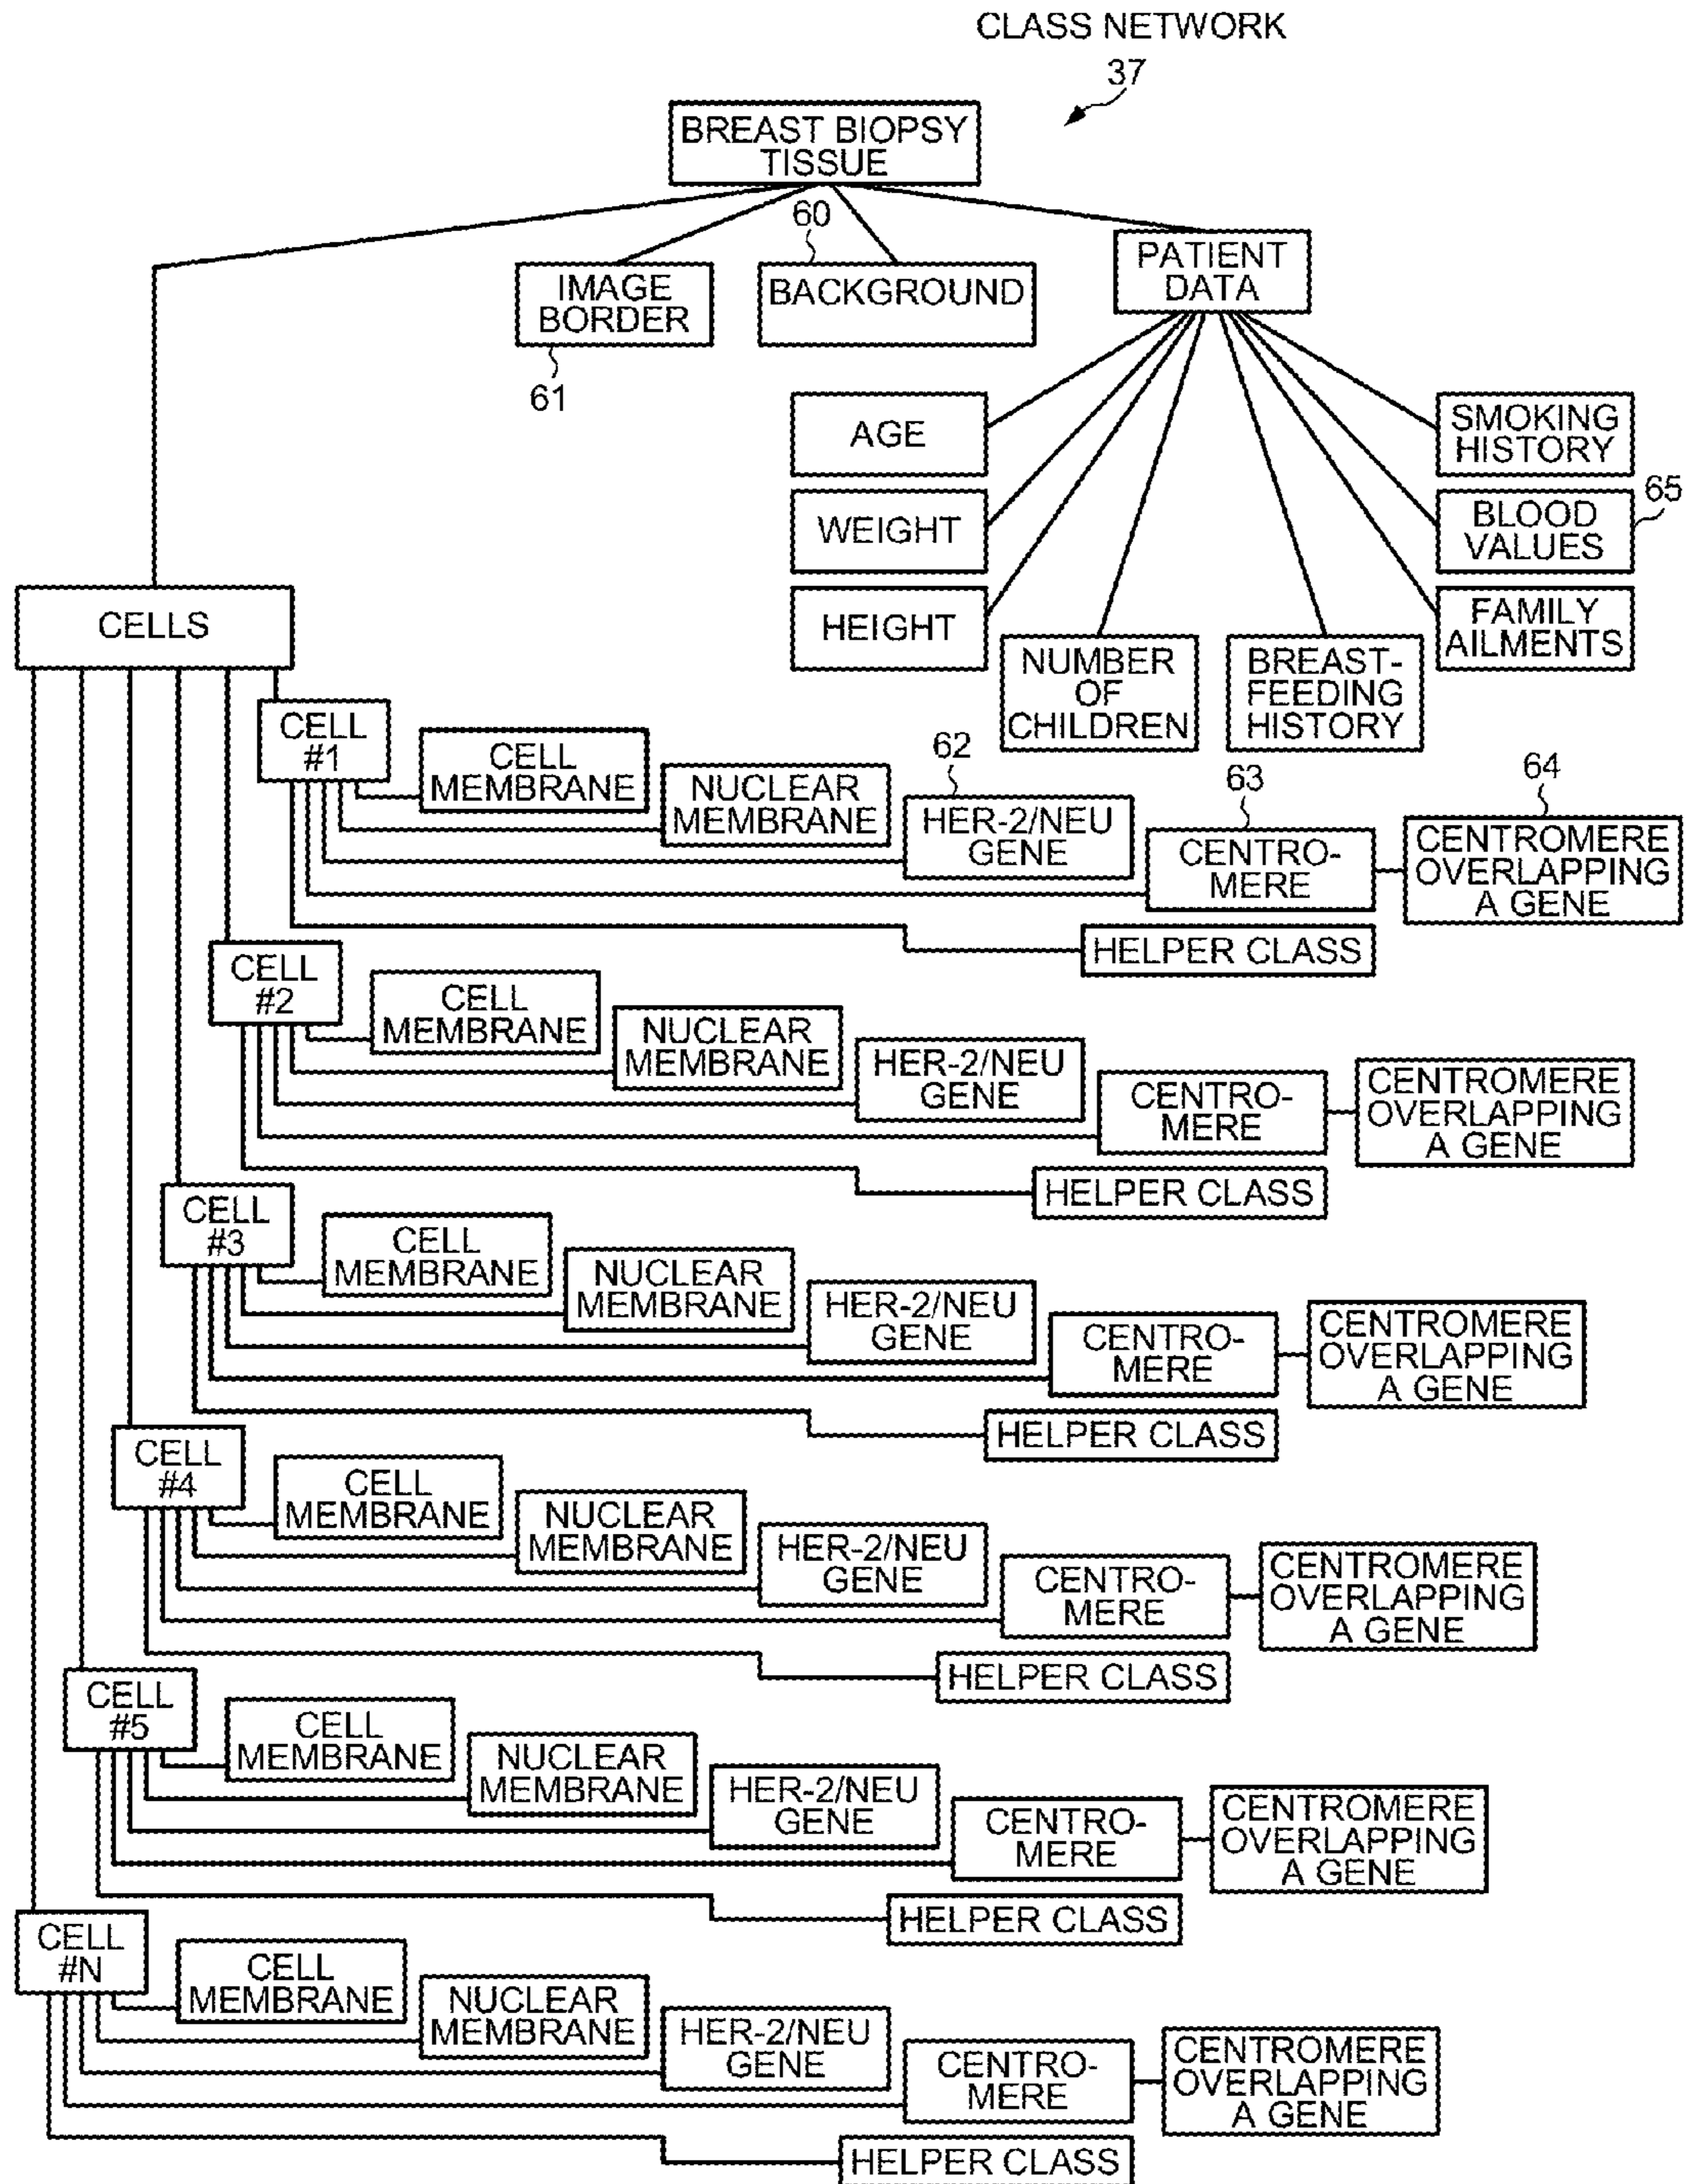 CLASS NETWORK
37
BREAST BIOPSY
TISSUE
60
PATIENT
DATA
IMAGE
BORDER
BACKGROUND
61
AGE
SMOKING
HISTORY
65
WEIGHT
BLOOD
VALUES
HEIGHT
FAMILY
AILMENTS
CELLS
NUMBER
OF
CHILDREN
BREAST-
FEEDING
HISTORY
CELL
#1
CELL
MEMBRANE
NUCLEAR
MEMBRANE
62
HER-2/NEU
GENE
63
CENTRO-
MERE
64
CENTROMERE
OVERLAPPING
A GENE
HELPER CLASS
CELL
#2
CELL
MEMBRANE
NUCLEAR
MEMBRANE
HER-2/NEU
GENE
CENTRO-
MERE
CENTROMERE
OVERLAPPING
A GENE
HELPER CLASS
CELL
#3
CELL
MEMBRANE
NUCLEAR
MEMBRANE
HER-2/NEU
GENE
CENTRO-
MERE
CENTROMERE
OVERLAPPING
A GENE
HELPER CLASS
CELL
#4
CELL
MEMBRANE
NUCLEAR
MEMBRANE
HER-2/NEU
GENE
CENTRO-
MERE
CENTROMERE
OVERLAPPING
A GENE
HELPER CLASS
CELL
#5
CELL
MEMBRANE
NUCLEAR
MEMBRANE
HER-2/NEU
GENE
CENTRO-
MERE
CENTROMERE
OVERLAPPING
A GENE
HELPER CLASS
CELL
#N
CELL
MEMBRANE
NUCLEAR
MEMBRANE
HER-2/NEU
GENE
CENTRO-
MERE
CENTROMERE
OVERLAPPING
A GENE
HELPER CLASS